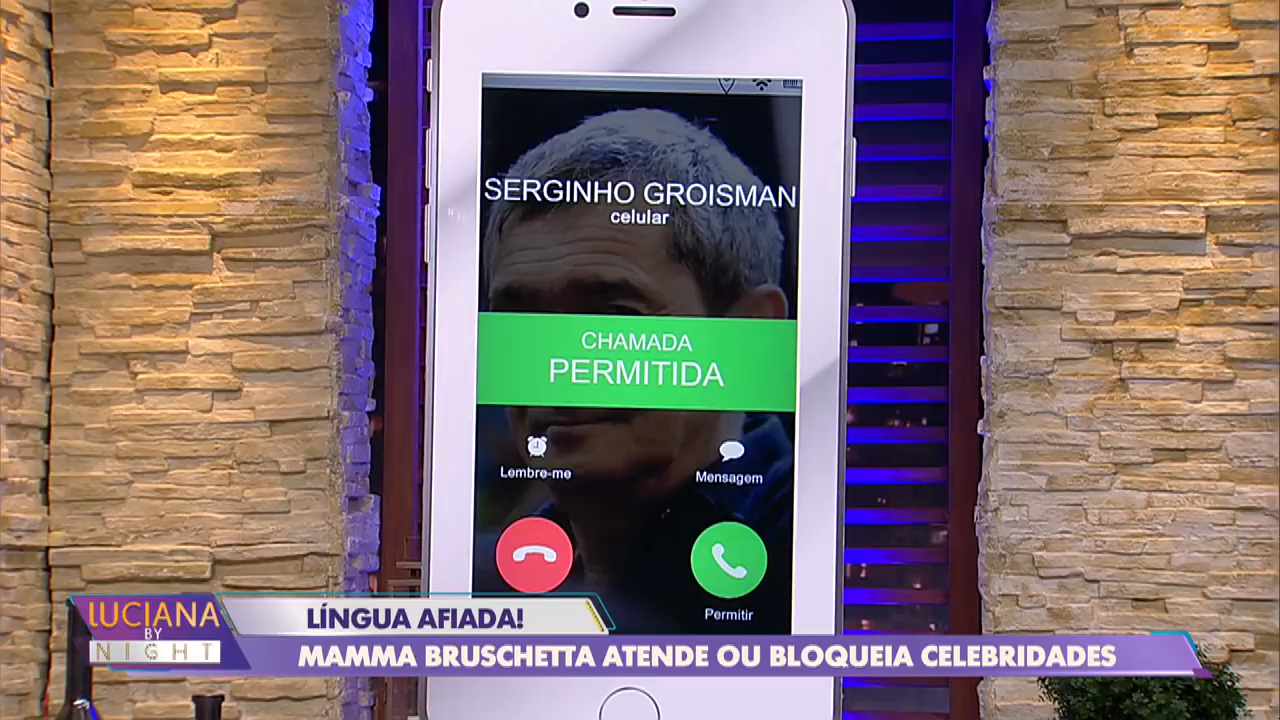 SERGINHO GROISMAN
celular
CHAMADA
PERMITIDA
Lembre-me
Mensagem
Permitir
LUCIANA
BY
NIGHT
LÍNGUA AFIADA!
MAMMA BRUSCHETTA ATENDE OU BLOQUEIA CELEBRIDADES